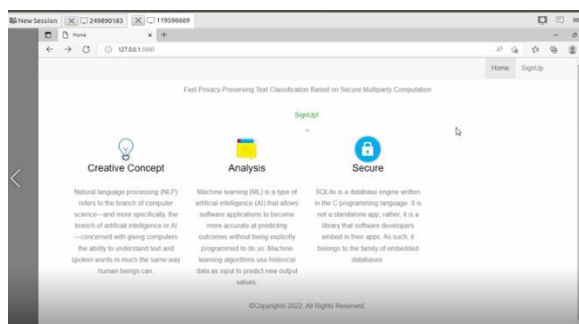 New Session
249890183
119596669
Home
127.0.0.1:5000
Home SignUp
Fast Privacy-Preserving Text Classification Based on Secure Multiparty Computation
SignUp!
Creative Concept
Natural language processing (NLP)
refers to the branch of computer
science—and more specifically, the
branch of artificial intelligence or AI
—concerned with giving computers
the ability to understand text and
spoken words in much the same way
human beings can.
Analysis
Machine learning (ML) is a type of
artificial intelligence (AI) that allows
software applications to become
more accurate at predicting
outcomes without being explicitly
programmed to do so. Machine
learning algorithms use historical
data as input to predict new output
values.
Secure
SQLite is a database engine written
in the C programming language. It is
not a standalone app; rather, it is a
library that software developers
embed in their apps. As such, it
belongs to the family of embedded
databases.
©Copyrights 2022. All Rights Reserved.